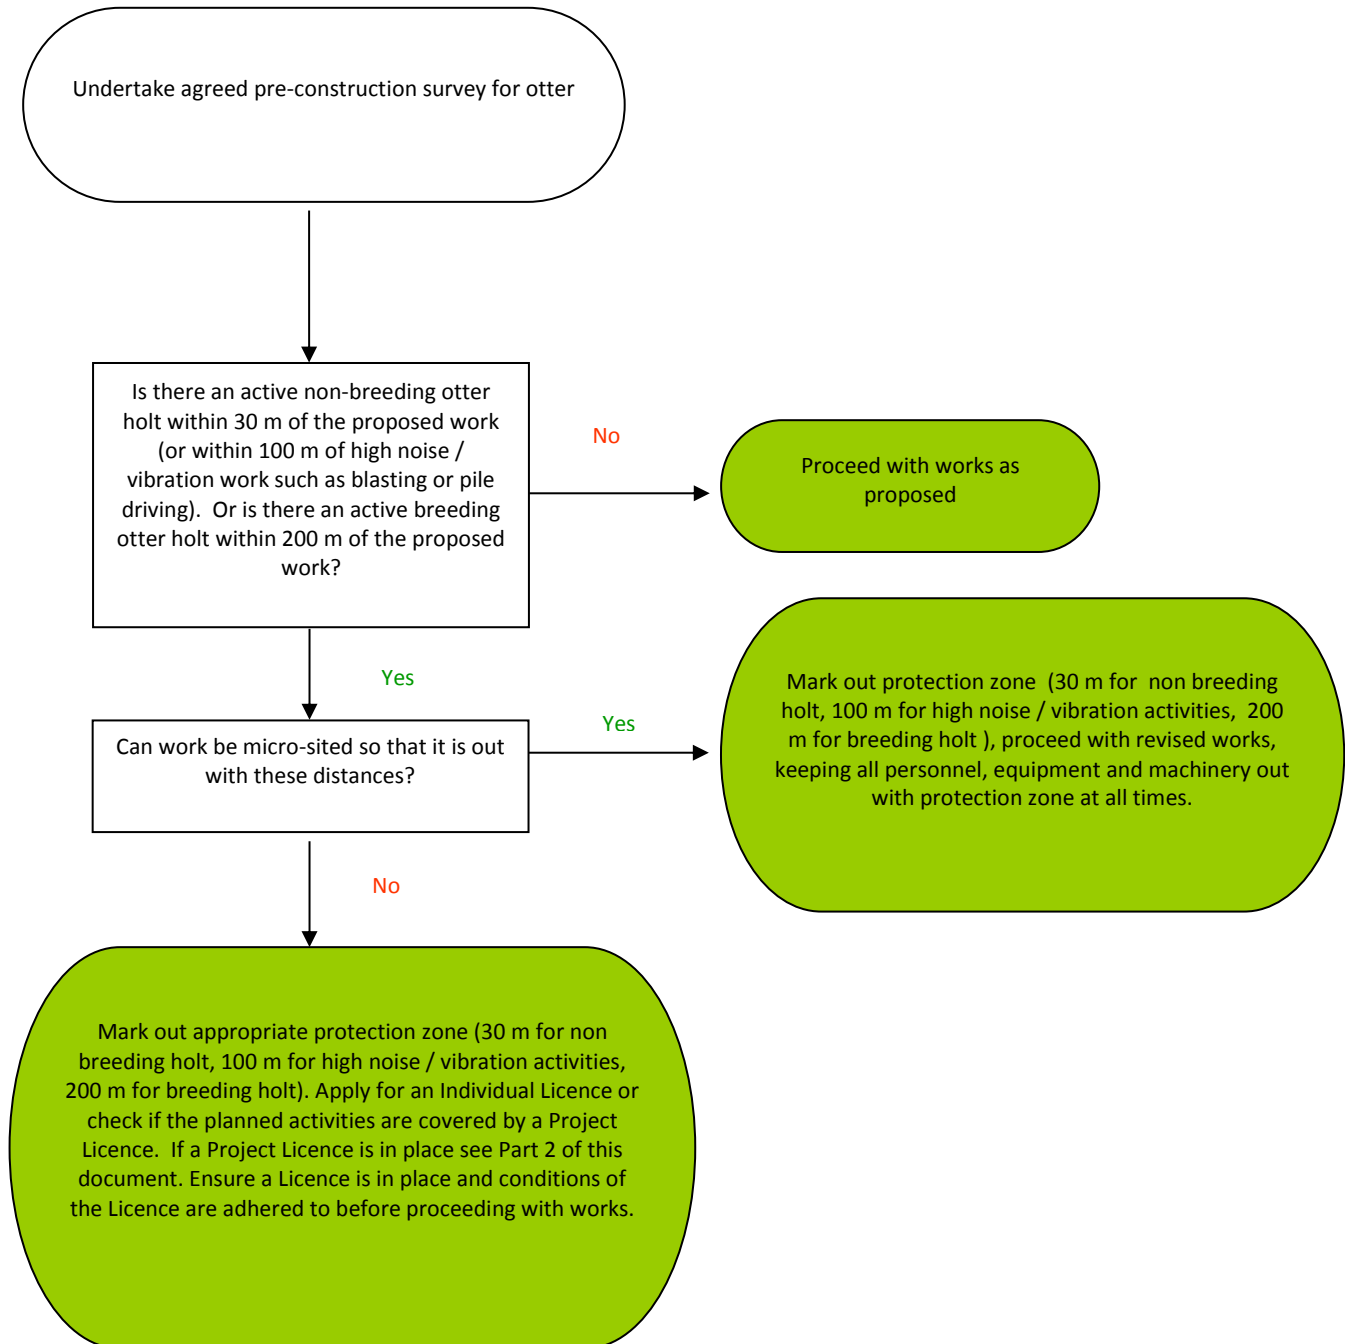 Undertake agreed pre-construction survey for otter
Is there an active non-breeding otter
holt within 30 m of the proposed work
(or within 100 m of high noise /
vibration work such as blasting or pile
driving).  Or is there an active breeding
otter holt within 200 m of the proposed
work?
No
Proceed with works as
proposed
Yes
Can work be micro-sited so that it is out
with these distances?
Yes
Mark out protection zone  (30 m for  non breeding
holt, 100 m for high noise / vibration activities,  200
m for breeding holt ), proceed with revised works,
keeping all personnel, equipment and machinery out
with protection zone at all times.
No
Mark out appropriate protection zone (30 m for non
breeding holt, 100 m for high noise / vibration activities,
200 m for breeding holt). Apply for an Individual Licence or
check if the planned activities are covered by a Project
Licence.  If a Project Licence is in place see Part 2 of this
document. Ensure a Licence is in place and conditions of
the Licence are adhered to before proceeding with works.